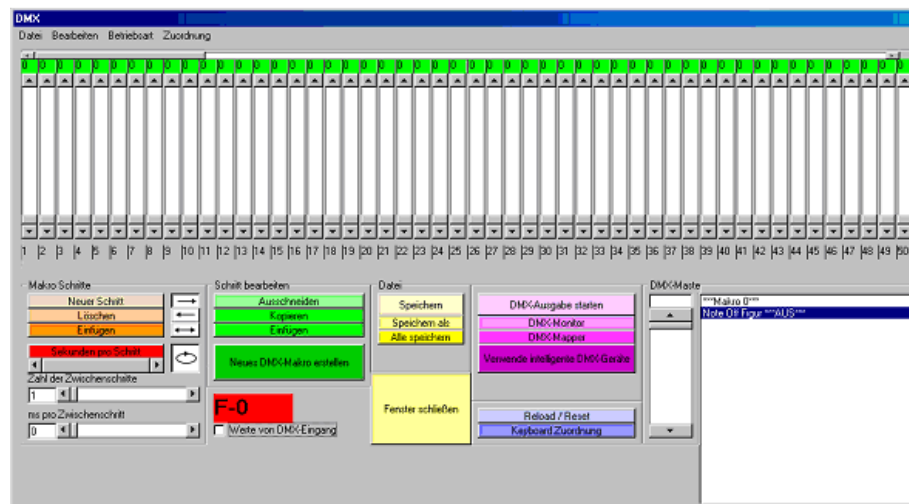 DMX
Datei Bearbeiten Betriebsart Zuordnung
0 0 0 0 0 0 0 0 0 0 0 0 0 0 0 0 0 0 0 0 0 0 0 0 0 0 0 0 0 0 0 0 0 0 0 0 0 0 0 0 0 0 0 0 0 0 0 0 0 0
1 2 3 4 5 6 7 8 9 10 11 12 13 14 15 16 17 18 19 20 21 22 23 24 25 26 27 28 29 30 31 32 33 34 35 36 37 38 39 40 41 42 43 44 45 46 47 48 49 50
Makro Schritte
Neuer Schritt
Löschen
Einfügen
Sekunden pro Schritt
Zahl der Zwischenschritte
1
ms pro Zwischenschritt
0
Schritt bearbeiten
Ausschneiden
Kopieren
Einfügen
Neues DMX-Makro erstellen
F-0
Werte von DMX-Eingang
Datei
Speichern
Speichern als
Alle speichern
Fenster schließen
DMX-Ausgabe starten
DMX-Monitor
DMX-Mapper
Verwende intelligente DMX-Geräte
Reload / Reset
Keyboard Zuordnung
DMX-Maste
***Makro 0***
Note Off Figur ***AUS***